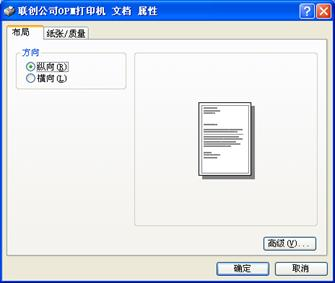 联创公司OPM打印机 文档 属性
布局
纸张/质量
方向
纵向(R)
横向(L)
高级(V)...
确定
取消